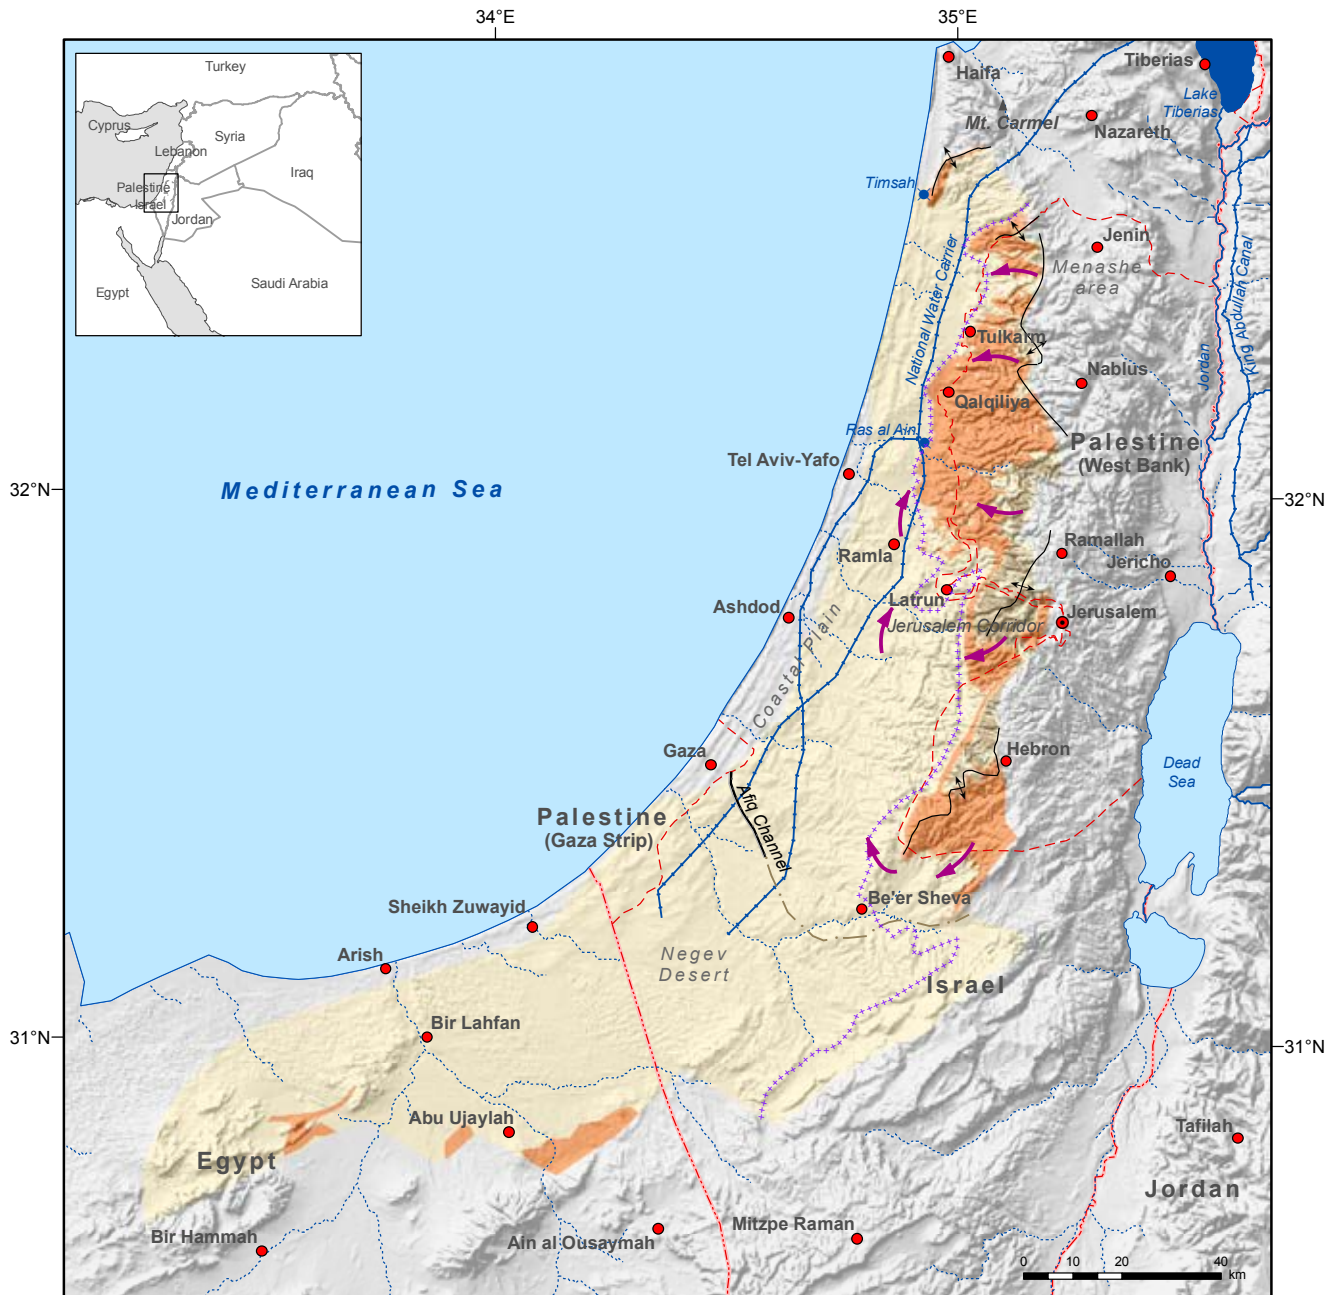 34°E
35°E
Turkey
Cyprus
Syria
Lebanon
Iraq
Palestine
Israel
Jordan
Egypt
Saudi Arabia
Haifa
Tiberias
Lake
Tiberias
Mt. Carmel
Nazareth
Timsah
Jenin
Menashe
area
National Water Carrier
King Abdullah Canal
Jordan
Tulkarm
Nablus
Qalqiliya
Ras al Ain
Palestine
(West Bank)
Tel Aviv-Yafo
Mediterranean Sea
32°N
32°N
Ramla
Ramallah
Jericho
Latrun
Ashdod
Jerusalem
Jerusalem Corridor
Coastal Plain
Gaza
Hebron
Dead
Sea
Afiq Channel
Palestine
(Gaza Strip)
Be'er Sheva
Sheikh Zuwayid
Arish
Negev
Desert
Israel
Bir Lahfan
31°N
31°N
Abu Ujaylah
Tafilah
Egypt
Jordan
Bir Hammah
Ain al Ousaymah
Mitzpe Raman
0 10 20 40
km